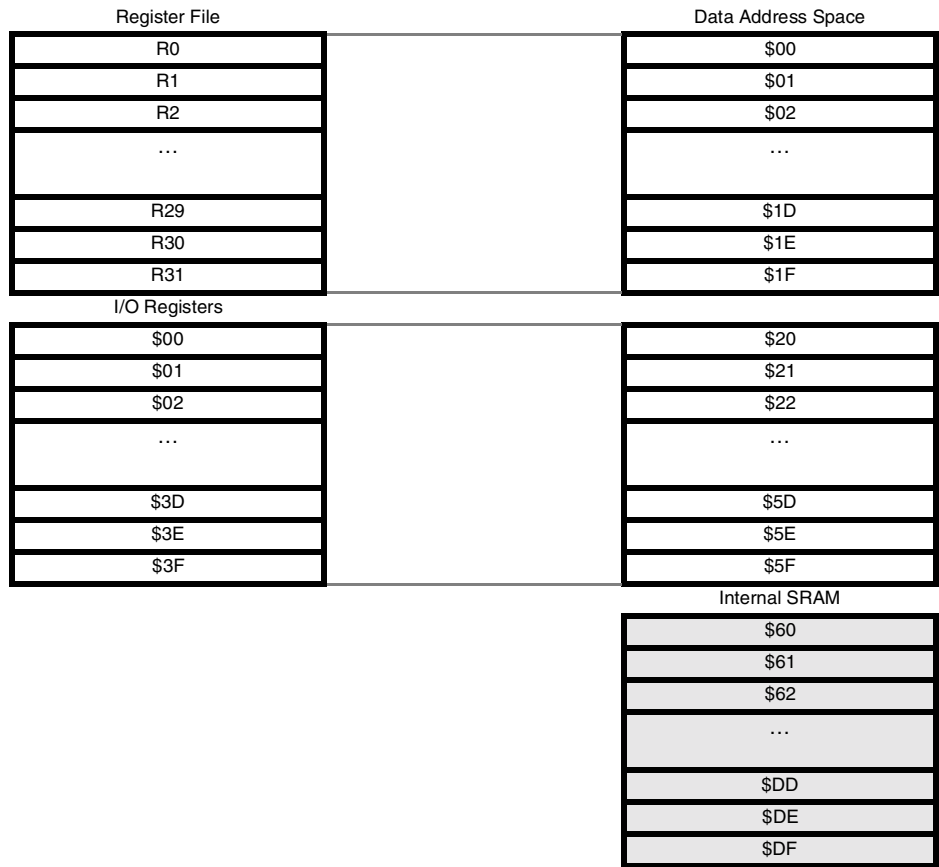 Register File Data Address Space
R0 $00
R1 $01
R2 $02
... ...
R29 $1D
R30 $1E
R31 $1F
I/O Registers
$00 $20
$01 $21
$02 $22
... ...
$3D $5D
$3E $5E
$3F $5F
Internal SRAM
$60
$61
$62
...
$DD
$DE
$DF